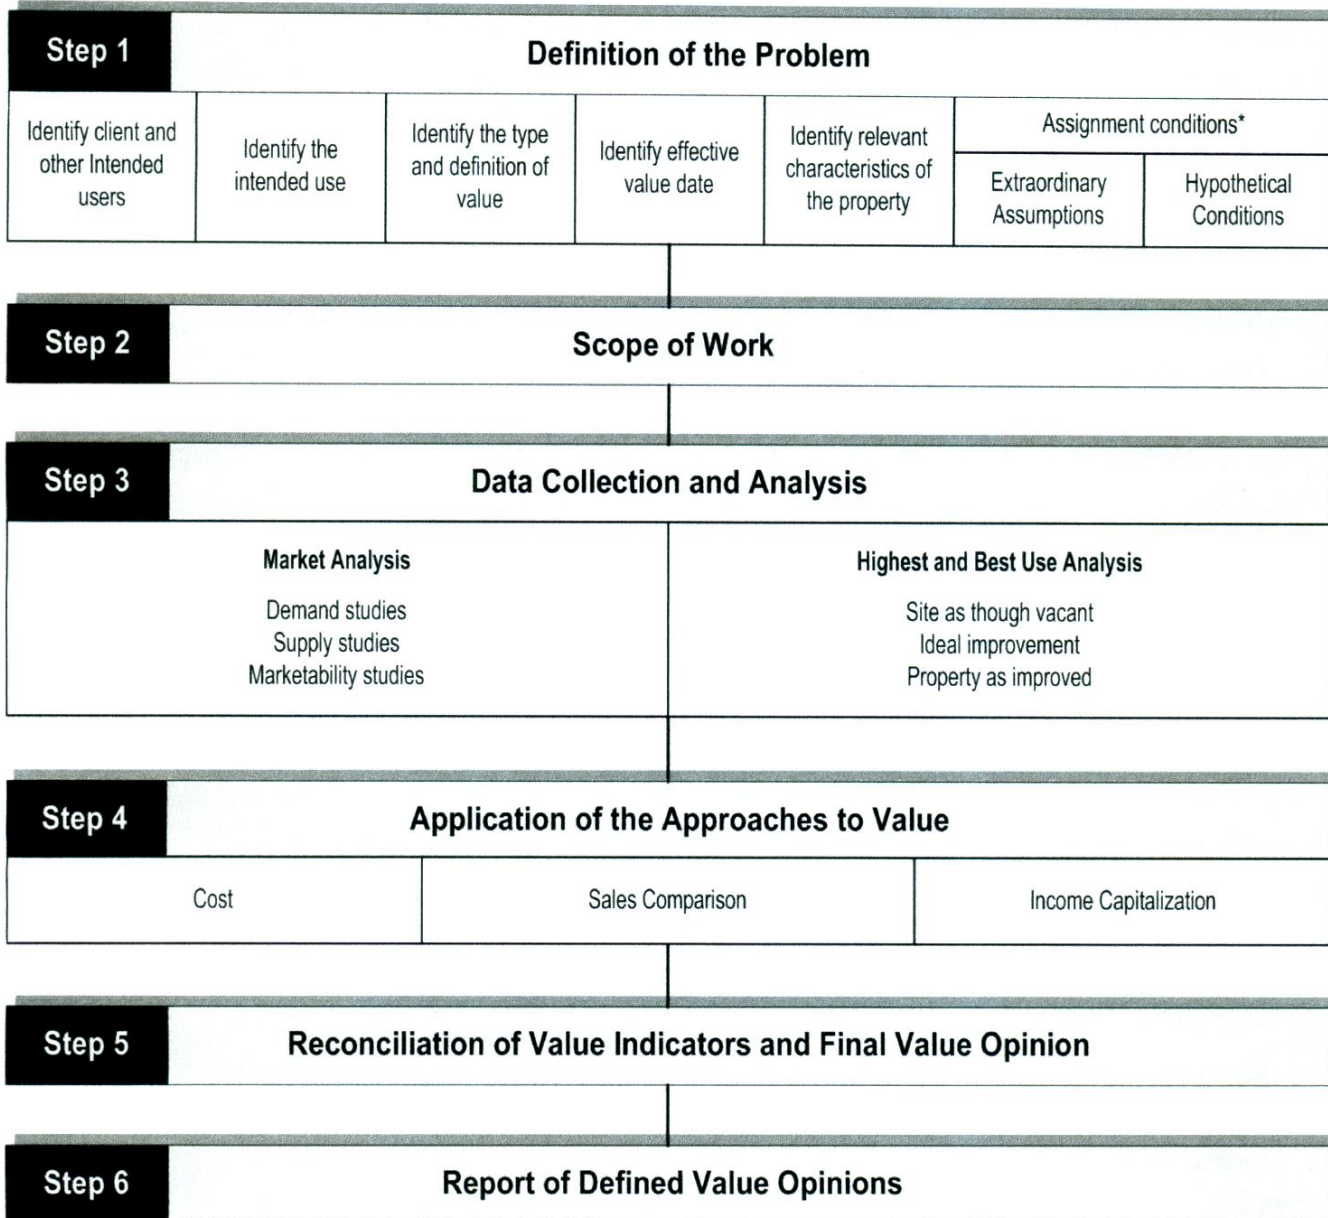 Step 1
Definition of the Problem
Identify client and
other Intended
users
Identify the
intended use
Identify the type
and definition of
value
Identify effective
value date
Identify relevant
characteristics of
the property
Assignment conditions*
Extraordinary
Assumptions
Hypothetical
Conditions
Step 2
Scope of Work
Step 3
Data Collection and Analysis
Market Analysis
Demand studies
Supply studies
Marketability studies
Highest and Best Use Analysis
Site as though vacant
Ideal improvement
Property as improved
Step 4
Application of the Approaches to Value
Cost
Sales Comparison
Income Capitalization
Step 5
Reconciliation of Value Indicators and Final Value Opinion
Step 6
Report of Defined Value Opinions